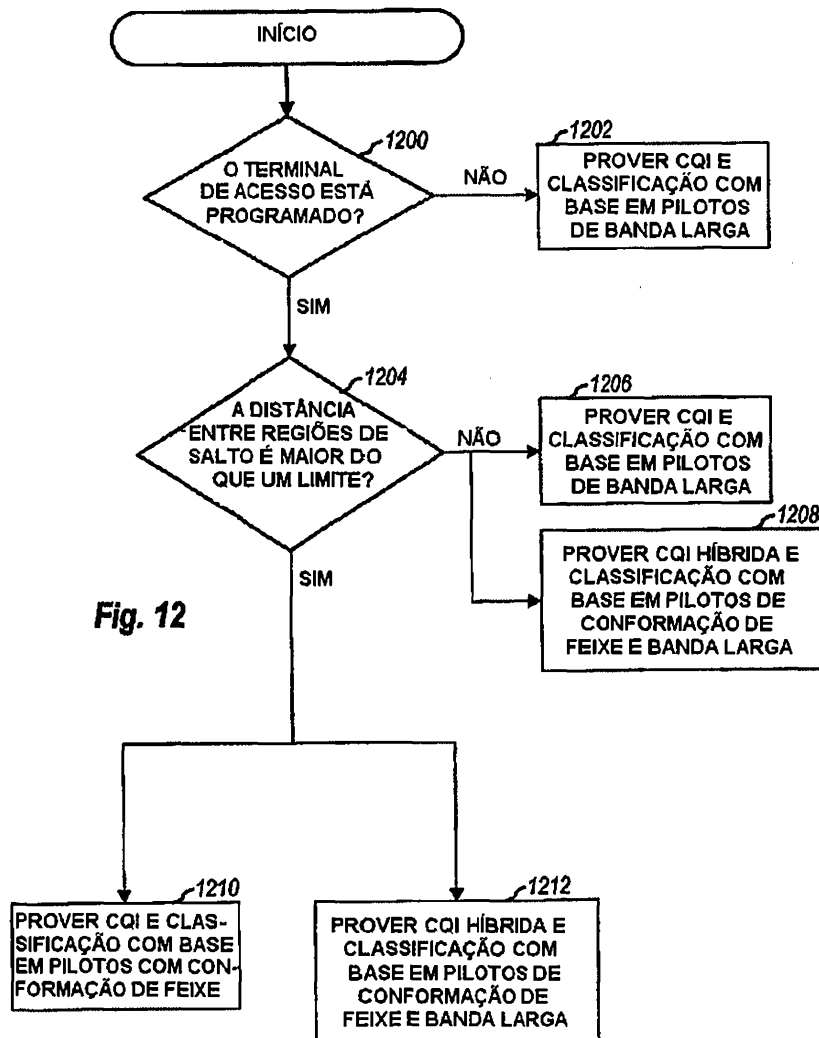 INÍCIO
1200
O TERMINAL
DE ACESSO ESTÁ
PROGRAMADO?
NÃO
1202
PROVER CQI E
CLASSIFICAÇÃO COM
BASE EM PILOTOS
DE BANDA LARGA
SIM
1204
A DISTÂNCIA
ENTRE REGIÕES DE
SALTO É MAIOR DO
QUE UM LIMITE?
NÃO
1206
PROVER CQI E
CLASSIFICAÇÃO COM
BASE EM PILOTOS
DE BANDA LARGA
1208
PROVER CQI HÍBRIDA E
CLASSIFICAÇÃO COM
BASE EM PILOTOS DE
CONFORMAÇÃO DE
FEIXE E BANDA LARGA
SIM
Fig. 12
1210
PROVER CQI E CLAS-
SIFICAÇÃO COM BASE
EM PILOTOS COM CON-
FORMAÇÃO DE FEIXE
1212
PROVER CQI HÍBRIDA E
CLASSIFICAÇÃO COM
BASE EM PILOTOS DE
CONFORMAÇÃO DE
FEIXE E BANDA LARGA